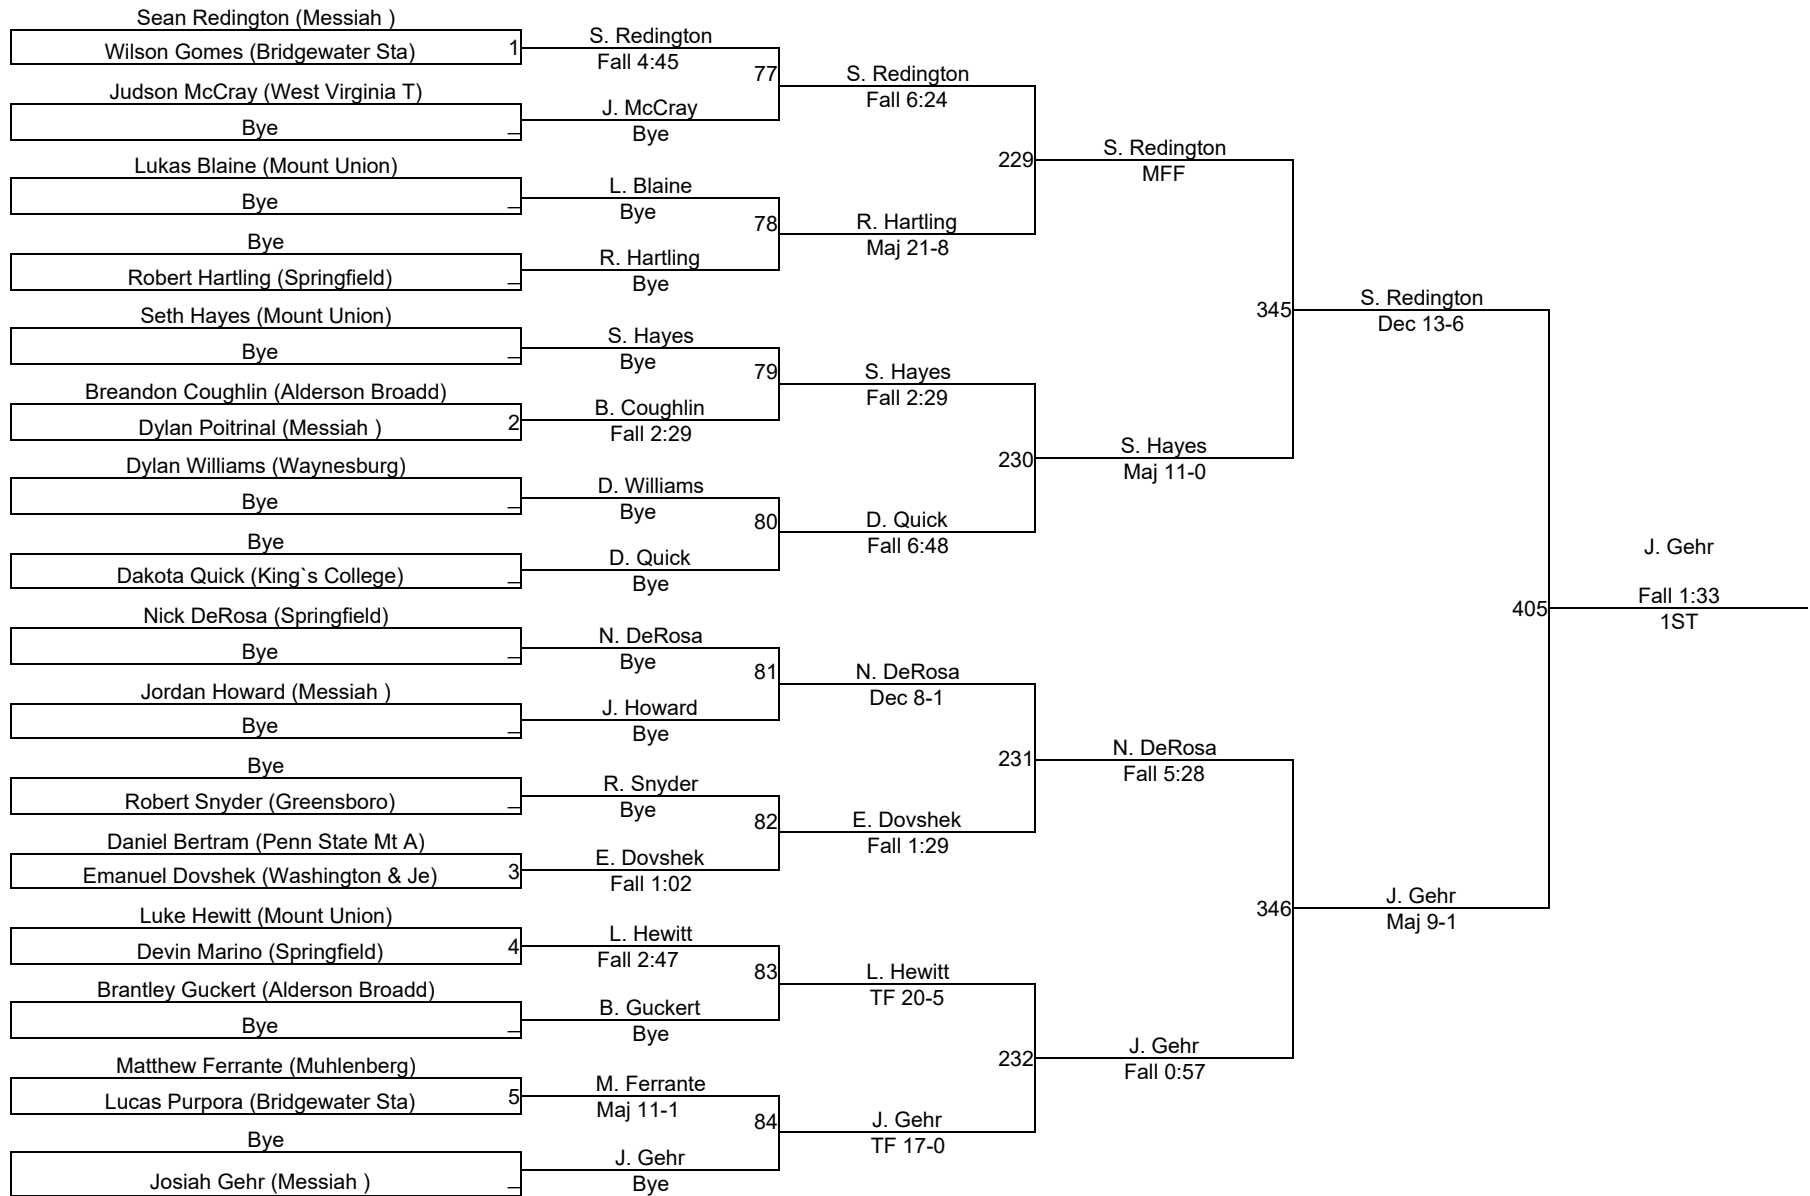 Sean Redington (Messiah )
Wilson Gomes (Bridgewater Sta) 1
Judson McCray (West Virginia T)
Bye _
Lukas Blaine (Mount Union)
Bye _
Bye
Robert Hartling (Springfield) _
Seth Hayes (Mount Union)
Bye _
Breandon Coughlin (Alderson Broadd)
Dylan Poitrinal (Messiah ) 2
Dylan Williams (Waynesburg)
Bye _
Bye
Dakota Quick (King`s College) _
Nick DeRosa (Springfield)
Bye _
Jordan Howard (Messiah )
Bye _
Bye
Robert Snyder (Greensboro) _
Daniel Bertram (Penn State Mt A)
Emanuel Dovshek (Washington & Je) 3
Luke Hewitt (Mount Union)
Devin Marino (Springfield) 4
Brantley Guckert (Alderson Broadd)
Bye _
Matthew Ferrante (Muhlenberg)
Lucas Purpora (Bridgewater Sta) 5
Bye
Josiah Gehr (Messiah ) _
S. Redington
Fall 4:45
77
J. McCray
Bye
L. Blaine
Bye
78
R. Hartling
Bye
S. Hayes
Bye
79
B. Coughlin
Fall 2:29
D. Williams
Bye
80
D. Quick
Bye
N. DeRosa
Bye
81
J. Howard
Bye
R. Snyder
Bye
82
E. Dovshek
Fall 1:02
L. Hewitt
Fall 2:47
83
B. Guckert
Bye
M. Ferrante
Maj 11-1
84
J. Gehr
Bye
S. Redington
Fall 6:24
229
R. Hartling
Maj 21-8
S. Hayes
Fall 2:29
230
D. Quick
Fall 6:48
N. DeRosa
Dec 8-1
231
E. Dovshek
Fall 1:29
L. Hewitt
TF 20-5
232
J. Gehr
TF 17-0
S. Redington
MFF
345
S. Hayes
Maj 11-0
N. DeRosa
Fall 5:28
346
J. Gehr
Fall 0:57
S. Redington
Dec 13-6
405
J. Gehr
Maj 9-1
J. Gehr
Fall 1:33
1ST